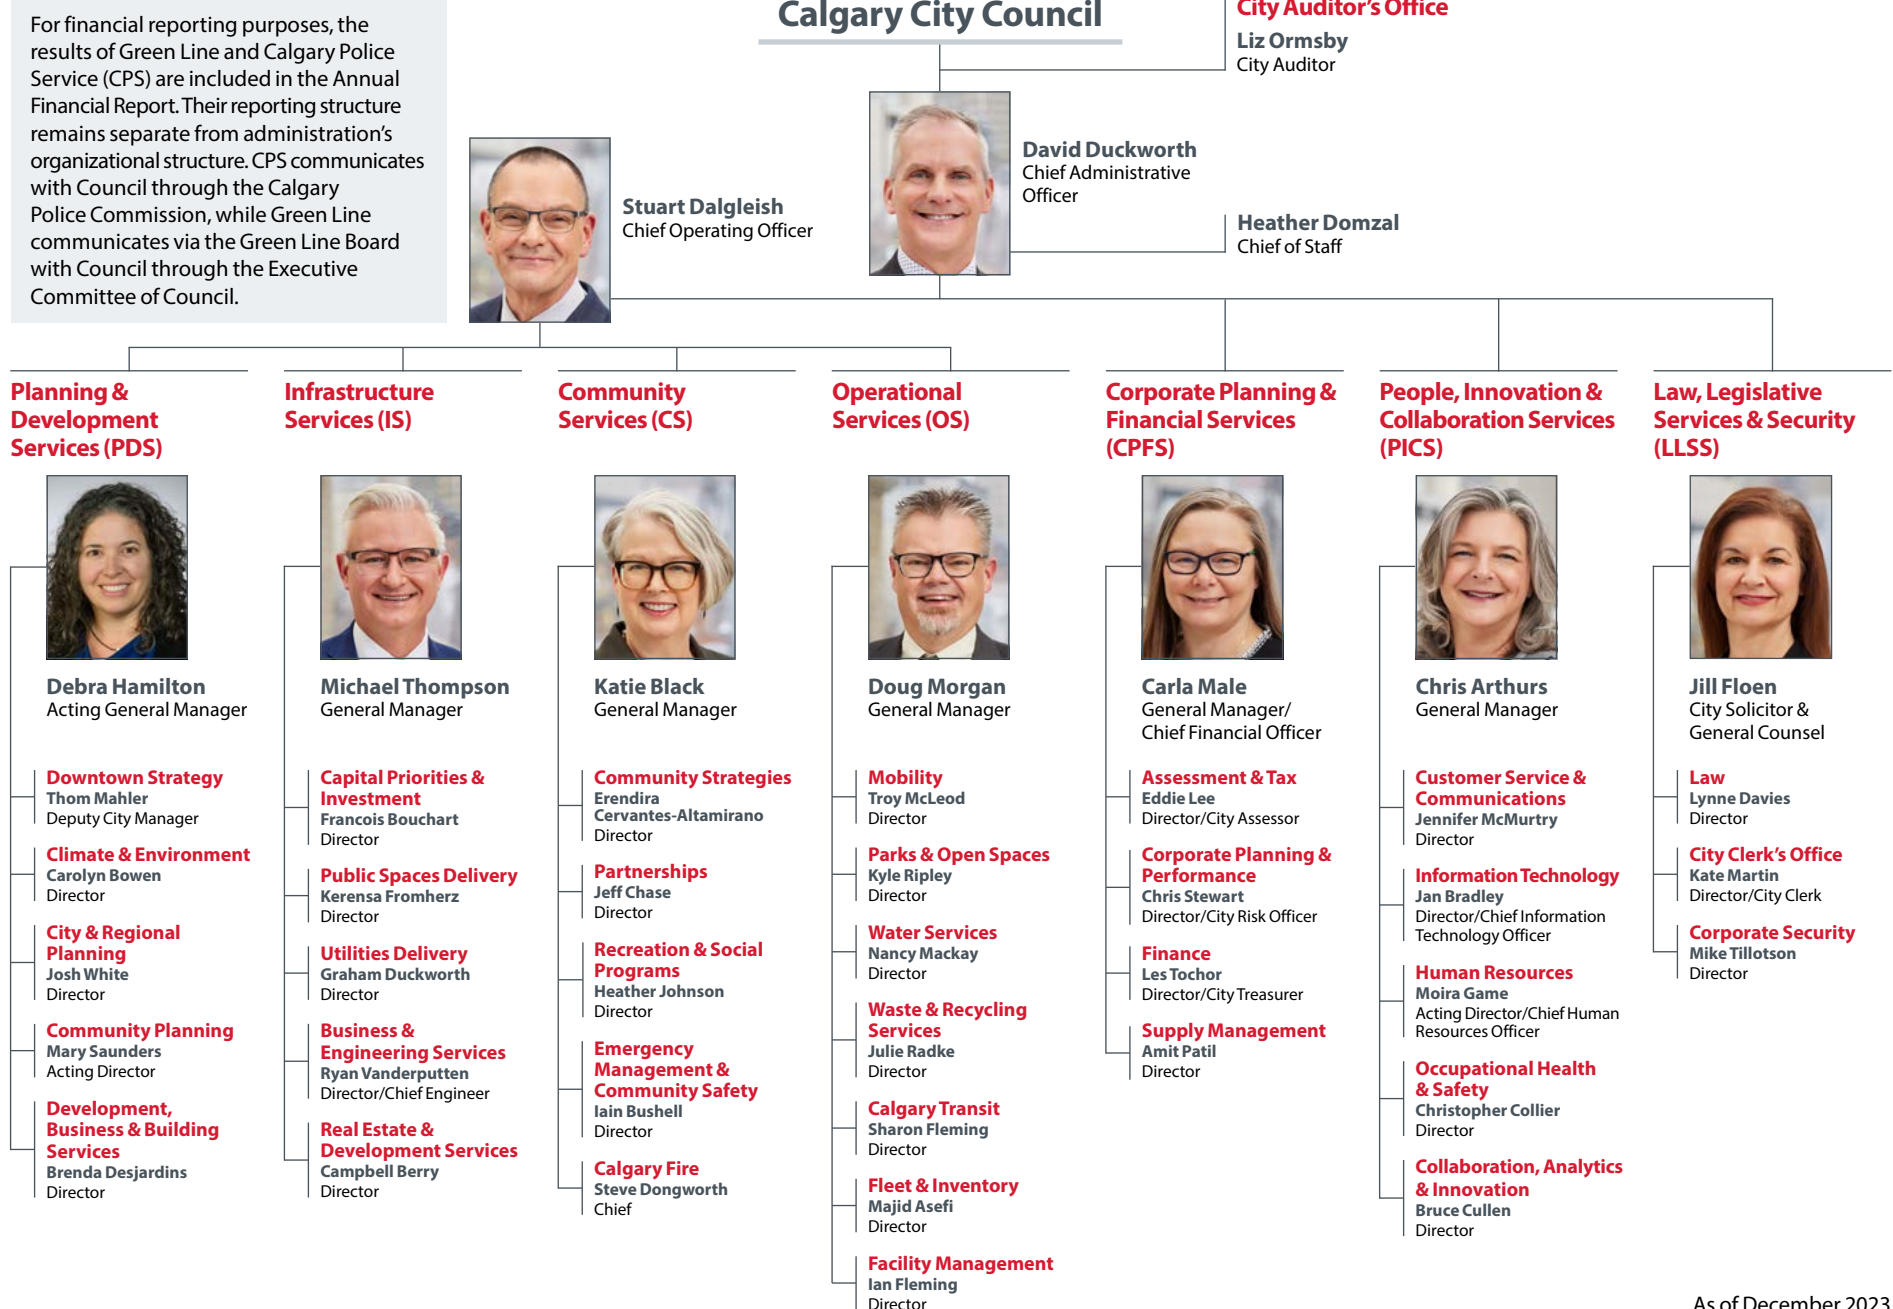 For financial reporting purposes, the
results of Green Line and Calgary Police
Service (CPS) are included in the Annual
Financial Report. Their reporting structure
remains separate from administration's
organizational structure. CPS communicates
with Council through the Calgary
Police Commission, while Green Line
communicates via the Green Line Board
with Council through the Executive
Committee of Council.
Calgary City Council
City Auditor's Office
Liz Ormsby
City Auditor
Stuart Dalgleish
Chief Operating Officer
David Duckworth
Chief Administrative
Officer
Heather Domzal
Chief of Staff
Planning &
Development
Services (PDS)
Debra Hamilton
Acting General Manager
Downtown Strategy
Thom Mahler
Deputy City Manager
Climate & Environment
Carolyn Bowen
Director
City & Regional
Planning
Josh White
Director
Community Planning
Mary Saunders
Acting Director
Development,
Business & Building
Services
Brenda Desjardins
Director
Infrastructure
Services (IS)
Michael Thompson
General Manager
Capital Priorities &
Investment
Francois Bouchart
Director
Public Spaces Delivery
Kerensa Fromherz
Director
Utilities Delivery
Graham Duckworth
Director
Business &
Engineering Services
Ryan Vanderputten
Director/Chief Engineer
Real Estate &
Development Services
Campbell Berry
Director
Community
Services (CS)
Katie Black
General Manager
Community Strategies
Erendira
Cervantes-Altamirano
Director
Partnerships
Jeff Chase
Director
Recreation & Social
Programs
Heather Johnson
Director
Emergency
Management &
Community Safety
Iain Bushell
Director
Calgary Fire
Steve Dongworth
Chief
Operational
Services (OS)
Doug Morgan
General Manager
Mobility
Troy McLeod
Director
Parks & Open Spaces
Kyle Ripley
Director
Water Services
Nancy Mackay
Director
Waste & Recycling
Services
Julie Radke
Director
Calgary Transit
Sharon Fleming
Director
Fleet & Inventory
Majid Asefi
Director
Facility Management
Ian Fleming
Director
Corporate Planning &
Financial Services
(CPFS)
Carla Male
General Manager/
Chief Financial Officer
Assessment & Tax
Eddie Lee
Director/City Assessor
Corporate Planning &
Performance
Chris Stewart
Director/City Risk Officer
Finance
Les Tochor
Director/City Treasurer
Supply Management
Amit Patil
Director
People, Innovation &
Collaboration Services
(PICS)
Chris Arthurs
General Manager
Customer Service &
Communications
Jennifer McMurtry
Director
Information Technology
Jan Bradley
Director/Chief Information
Technology Officer
Human Resources
Moira Game
Acting Director/Chief Human
Resources Officer
Occupational Health
& Safety
Christopher Collier
Director
Collaboration, Analytics
& Innovation
Bruce Cullen
Director
Law, Legislative
Services & Security
(LLSS)
Jill Floen
City Solicitor &
General Counsel
Law
Lynne Davies
Director
City Clerk's Office
Kate Martin
Director/City Clerk
Corporate Security
Mike Tillotson
Director
As of December 2023